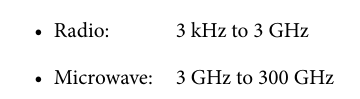 • Radio: 3 kHz to 3 GHz
• Microwave: 3 GHz to 300 GHz